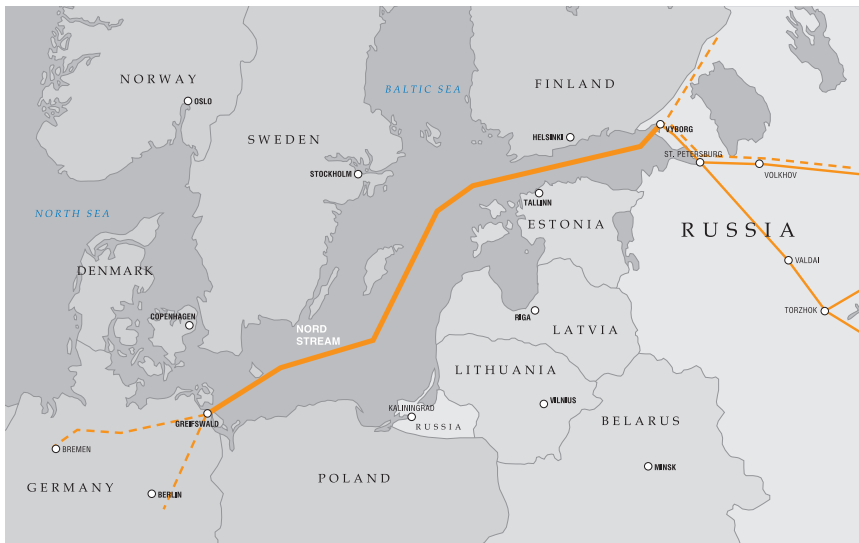 NORWAY
OSLO
SWEDEN
STOCKHOLM
BALTIC SEA
FINLAND
HELSINKI
VYBORG
ST. PETERSBURG
VOLKHOV
NORTH SEA
TALLINN
ESTONIA
RUSSIA
DENMARK
VALDAI
COPENHAGEN
RIGA
TORZHOK
NORD
STREAM
LATVIA
LITHUANIA
KALININGRAD
VILNIUS
GREIFSWALD
RUSSIA
BELARUS
BREMEN
MINSK
GERMANY
BERLIN
POLAND